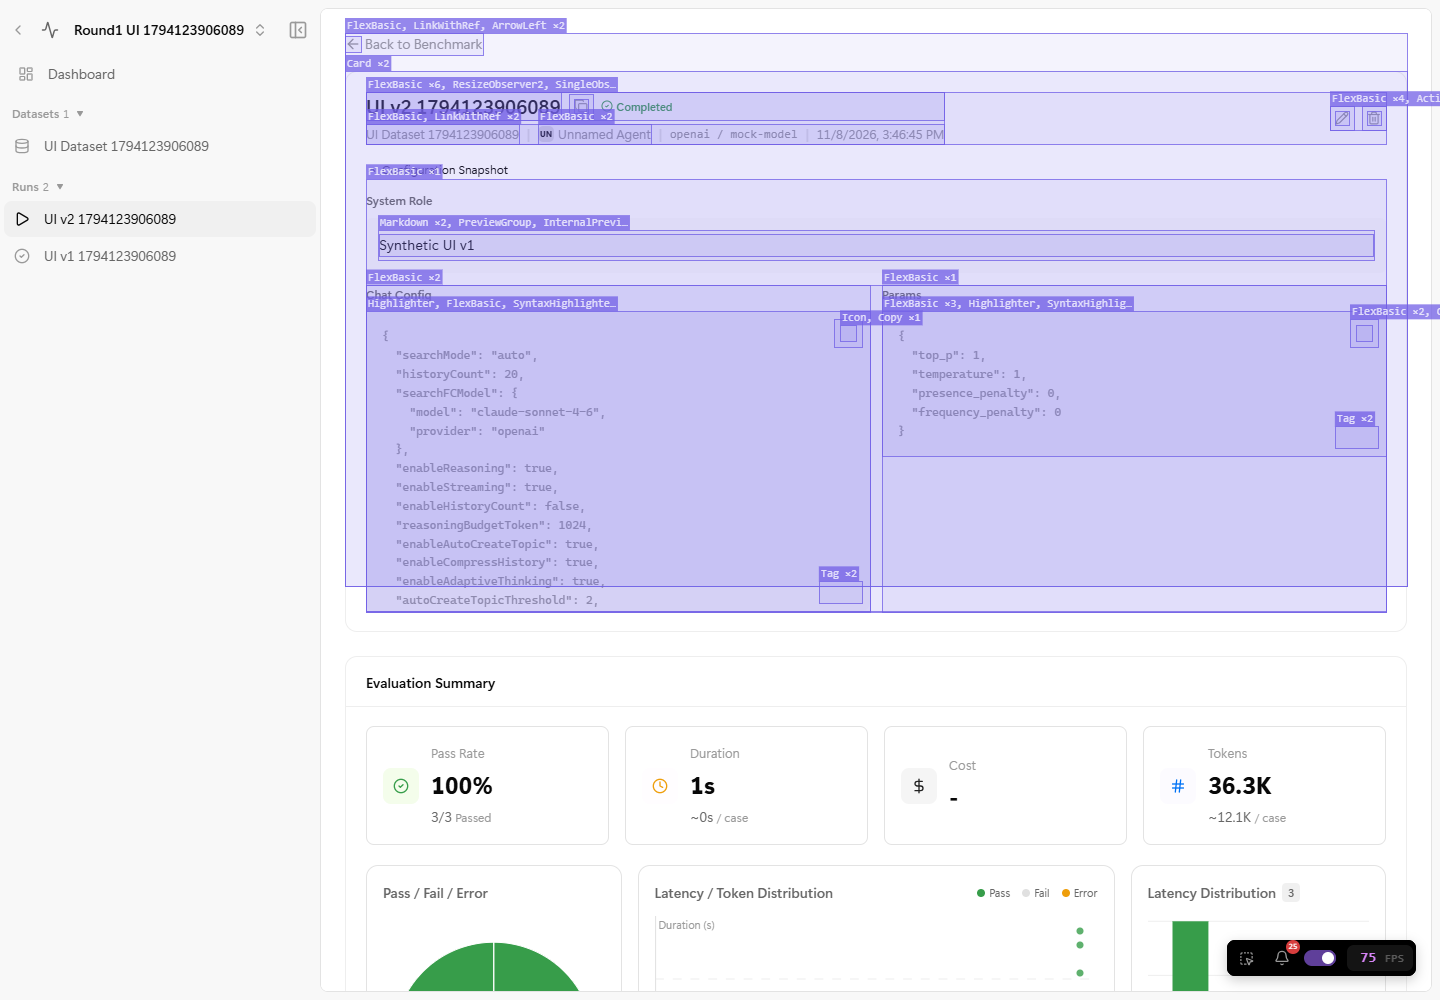 Round1 UI 1794123906089
Dashboard
Datasets 1
UI Dataset 1794123906089
Runs 2
UI v2 1794123906089
UI v1 1794123906089
FlexBasic, LinkWithRef, ArrowLeft ×2
Back to Benchmark
Card ×2
FlexBasic ×6, ResizeObserver2, SingleObs…
UI v2 1794123906089
Completed
FlexBasic ×4, Acti
FlexBasic, LinkWithRef ×2
FlexBasic ×2
UI Dataset 1794123906089 | UN Unnamed Agent | openai / mock-model | 11/8/2026, 3:46:45 PM
FlexBasic ×1
on Snapshot
System Role
Markdown ×2, PreviewGroup, InternalPrevi…
Synthetic UI v1
FlexBasic ×2
Chat Config
Highlighter, FlexBasic, SyntaxHighlighte…
Icon, Copy ×1
{
"searchMode": "auto",
"historyCount": 20,
"searchFCModel": {
"model": "claude-sonnet-4-6",
"provider": "openai"
},
"enableReasoning": true,
"enableStreaming": true,
"enableHistoryCount": false,
"reasoningBudgetToken": 1024,
"enableAutoCreateTopic": true,
"enableCompressHistory": true,
"enableAdaptiveThinking": true,
"autoCreateTopicThreshold": 2,
Tag ×2
FlexBasic ×1
Params
FlexBasic ×3, Highlighter, SyntaxHighlig…
FlexBasic ×2,
{
"top_p": 1,
"temperature": 1,
"presence_penalty": 0,
"frequency_penalty": 0
}
Tag ×2
Evaluation Summary
Pass Rate
100%
3/3 Passed
Duration
1s
~0s / case
Cost
-
Tokens
36.3K
~12.1K / case
Pass / Fail / Error
Latency / Token Distribution
Pass
Fail
Error
Duration (s)
Latency Distribution 3
25
75 FPS